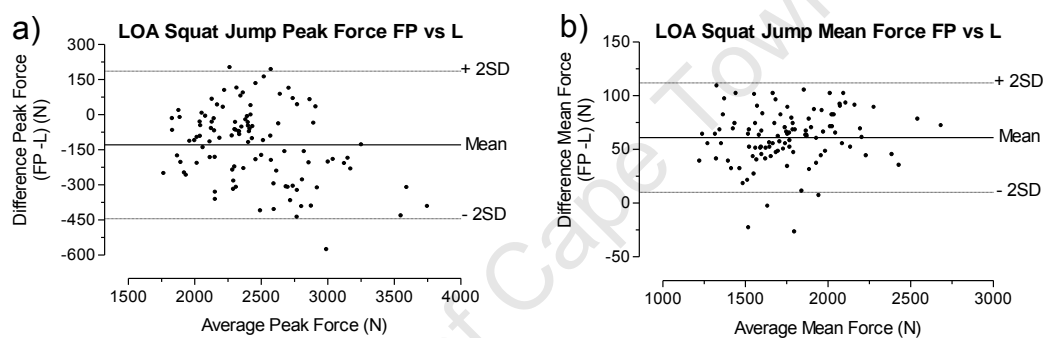 a)
LOA Squat Jump Peak Force FP vs L
300
150
0
-150
-300
-450
-600
Difference Peak Force
(FP -L) (N)
+ 2SD
Mean
- 2SD
1500 2000 2500 3000 3500 4000
Average Peak Force (N)
b)
LOA Squat Jump Mean Force FP vs L
150
100
50
0
-50
Difference Mean Force
(FP -L) (N)
+ 2SD
Mean
- 2SD
1000 1500 2000 2500 3000
Average Mean Force (N)
of Cape Town